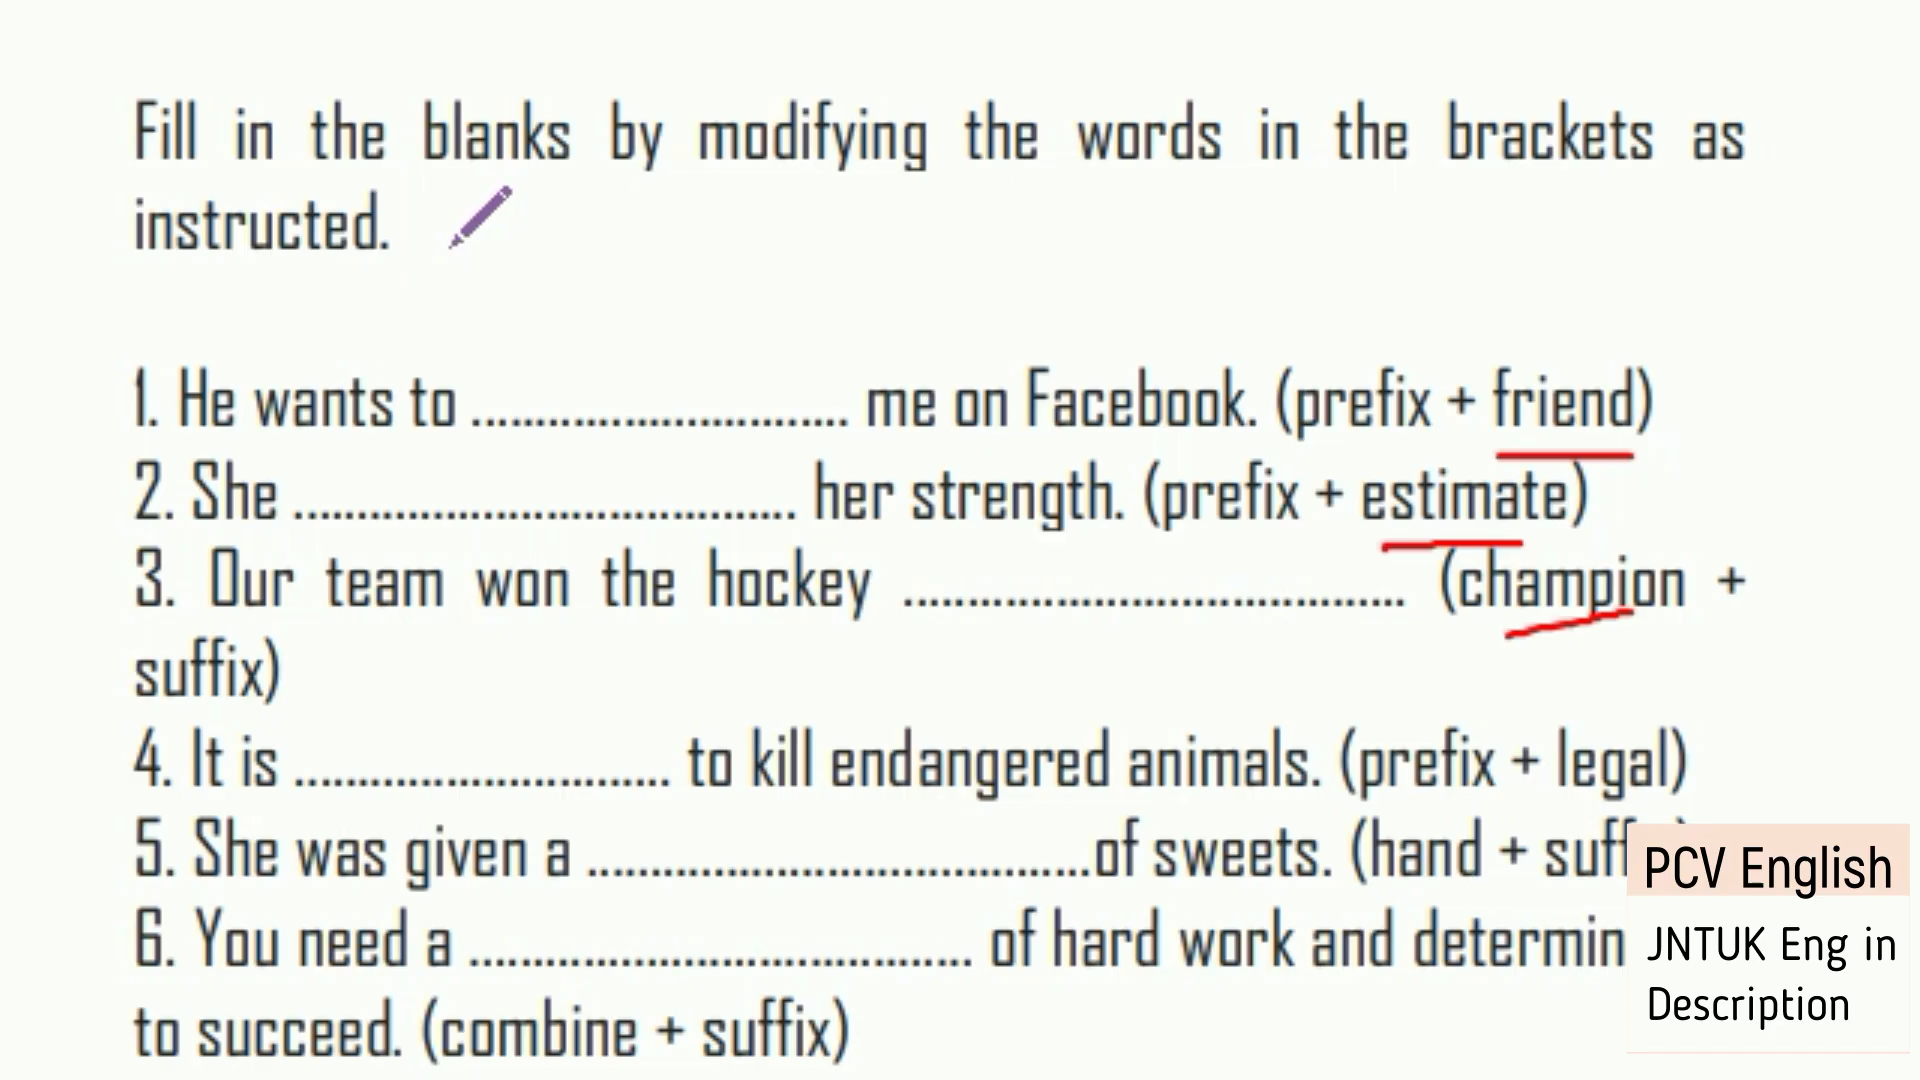 Fill in the blanks by modifying the words in the brackets as
instructed.
1. He wants to .............................. me on Facebook. (prefix + friend)
2. She ........................................ her strength. (prefix + estimate)
3. Our team won the hockey ........................................ (champion +
suffix)
4. It is .............................. to kill endangered animals. (prefix + legal)
5. She was given a ........................................of sweets. (hand +
6. You need a ........................................ of hard work and
to succeed. (combine + suffix)
PCV English
JNTUK Eng in
Description